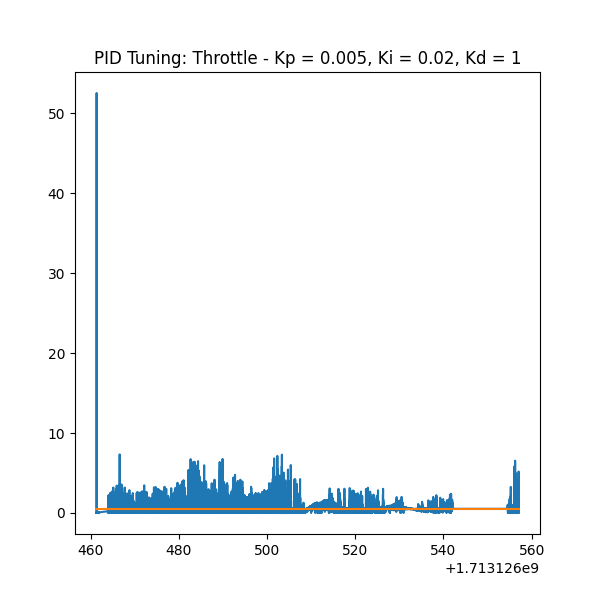 PID Tuning: Throttle - Kp = 0.005, Ki = 0.02, Kd = 1
50
40
30
20
10
0
460 480 500 520 540 560
+1.713126e9